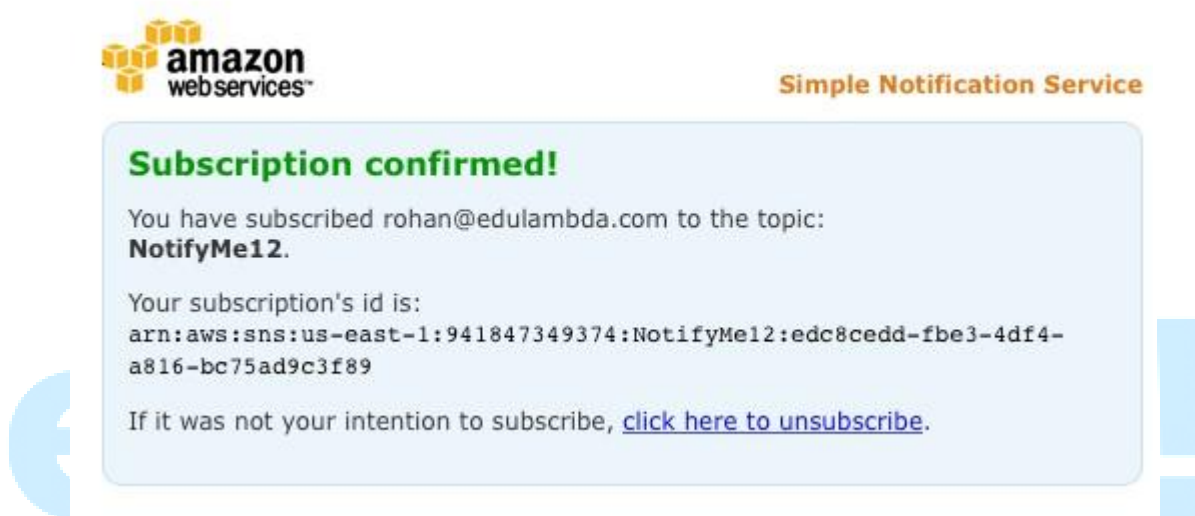 amazon
webservices™
Simple Notification Service
Subscription confirmed!
You have subscribed rohan@edulambda.com to the topic:
NotifyMe12.
Your subscription's id is:
arn:aws:sns:us-east-1:941847349374:NotifyMe12:edc8cedd-fbe3-4df4-
a816-bc75ad9c3f89
If it was not your intention to subscribe, click here to unsubscribe.